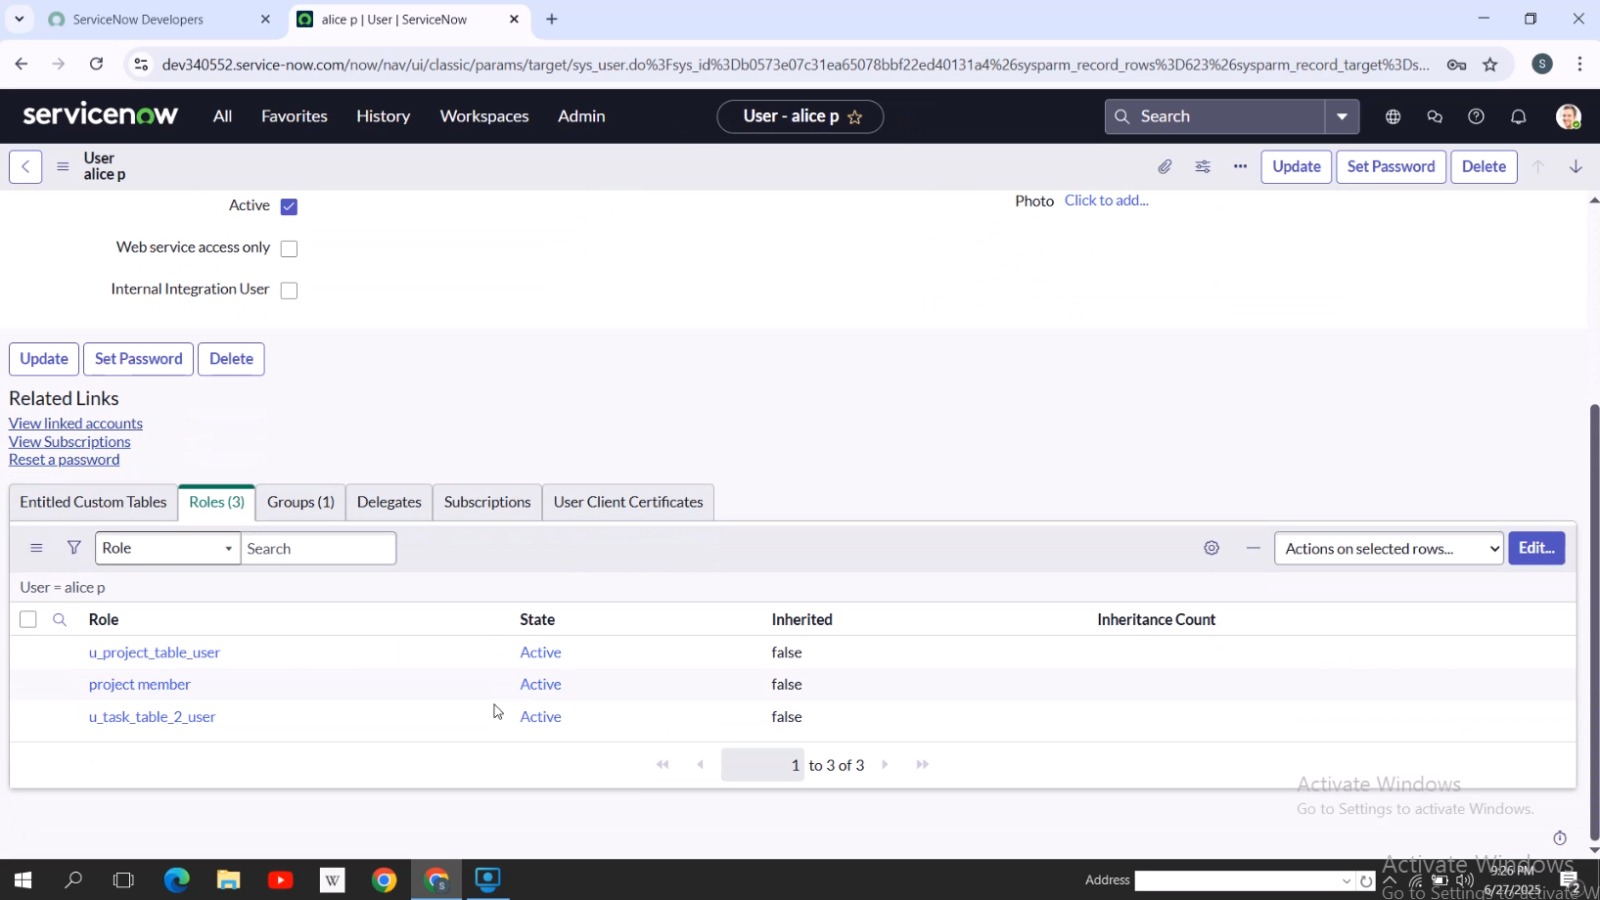 ServiceNow Developers
alice p | User | ServiceNow
dev340552.service-now.com/now/nav/ui/classic/params/target/sys_user.do%3Fsys_id%3Db0573e07c31ea65078bbf22ed40131a4%26sysparm_record_rows%3D623%26sysparm_record_target%3Ds...
S
servicenow
All
Favorites
History
Workspaces
Admin
User - alice p
Search
User
alice p
Update
Set Password
Delete
Active
Photo
Click to add...
Web service access only
Internal Integration User
Update
Set Password
Delete
Related Links
View linked accounts
View Subscriptions
Reset a password
Entitled Custom Tables
Roles (3)
Groups (1)
Delegates
Subscriptions
User Client Certificates
Role
Search
Actions on selected rows...
Edit...
User = alice p
Role
State
Inherited
Inheritance Count
u_project_table_user
Active
false
project member
Active
false
u_task_table_2_user
Active
false
1 to 3 of 3
Activate Windows
Go to Settings to activate Windows.
W
S
Address
Activate Windows
9:26 PM
6/27/2025
2